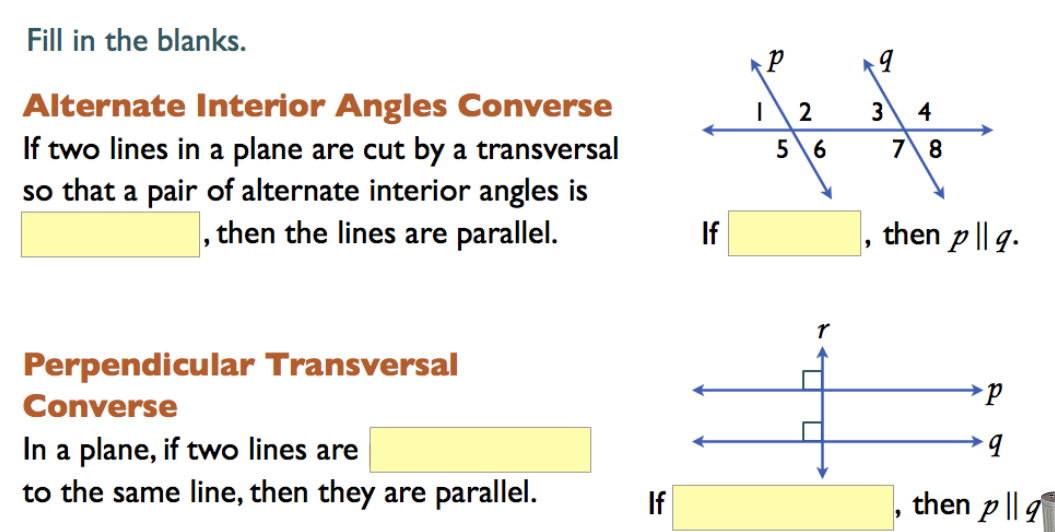 Fill in the blanks.
Alternate Interior Angles Converse
If two lines in a plane are cut by a transversal
so that a pair of alternate interior angles is
, then the lines are parallel.
p q
1 2 3 4
5 6 7 8
If , then p || q.
Perpendicular Transversal
Converse
In a plane, if two lines are
to the same line, then they are parallel.
r
p
q
If , then p || q